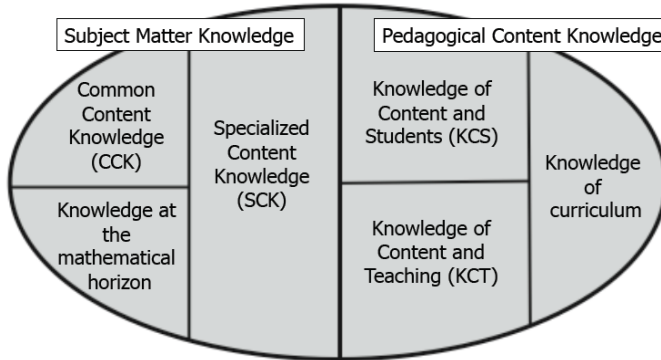 Subject Matter Knowledge
Pedagogical Content Knowledge
Common
Content
Knowledge
(CCK)
Knowledge at
the
mathematical
horizon
Specialized
Content
Knowledge
(SCK)
Knowledge of
Content and
Students (KCS)
Knowledge of
Content and
Teaching (KCT)
Knowledge
of
curriculum